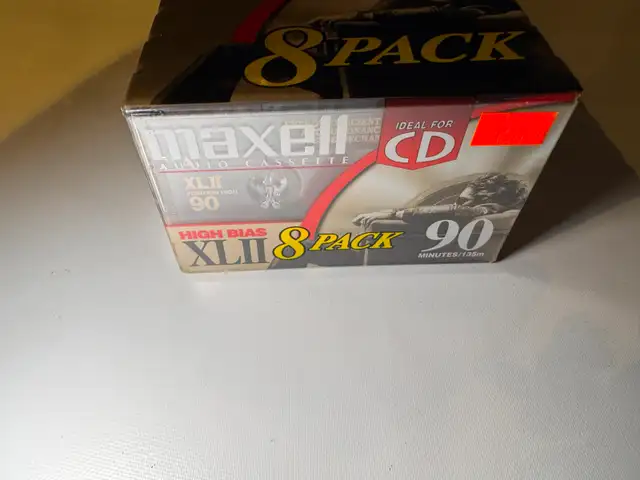 8 PACK
maxell
AUDIO CASSETTE
IDEAL FOR
CD
XLII
90
HIGH BIAS
XLII 8 PACK
90
MINUTES/135m